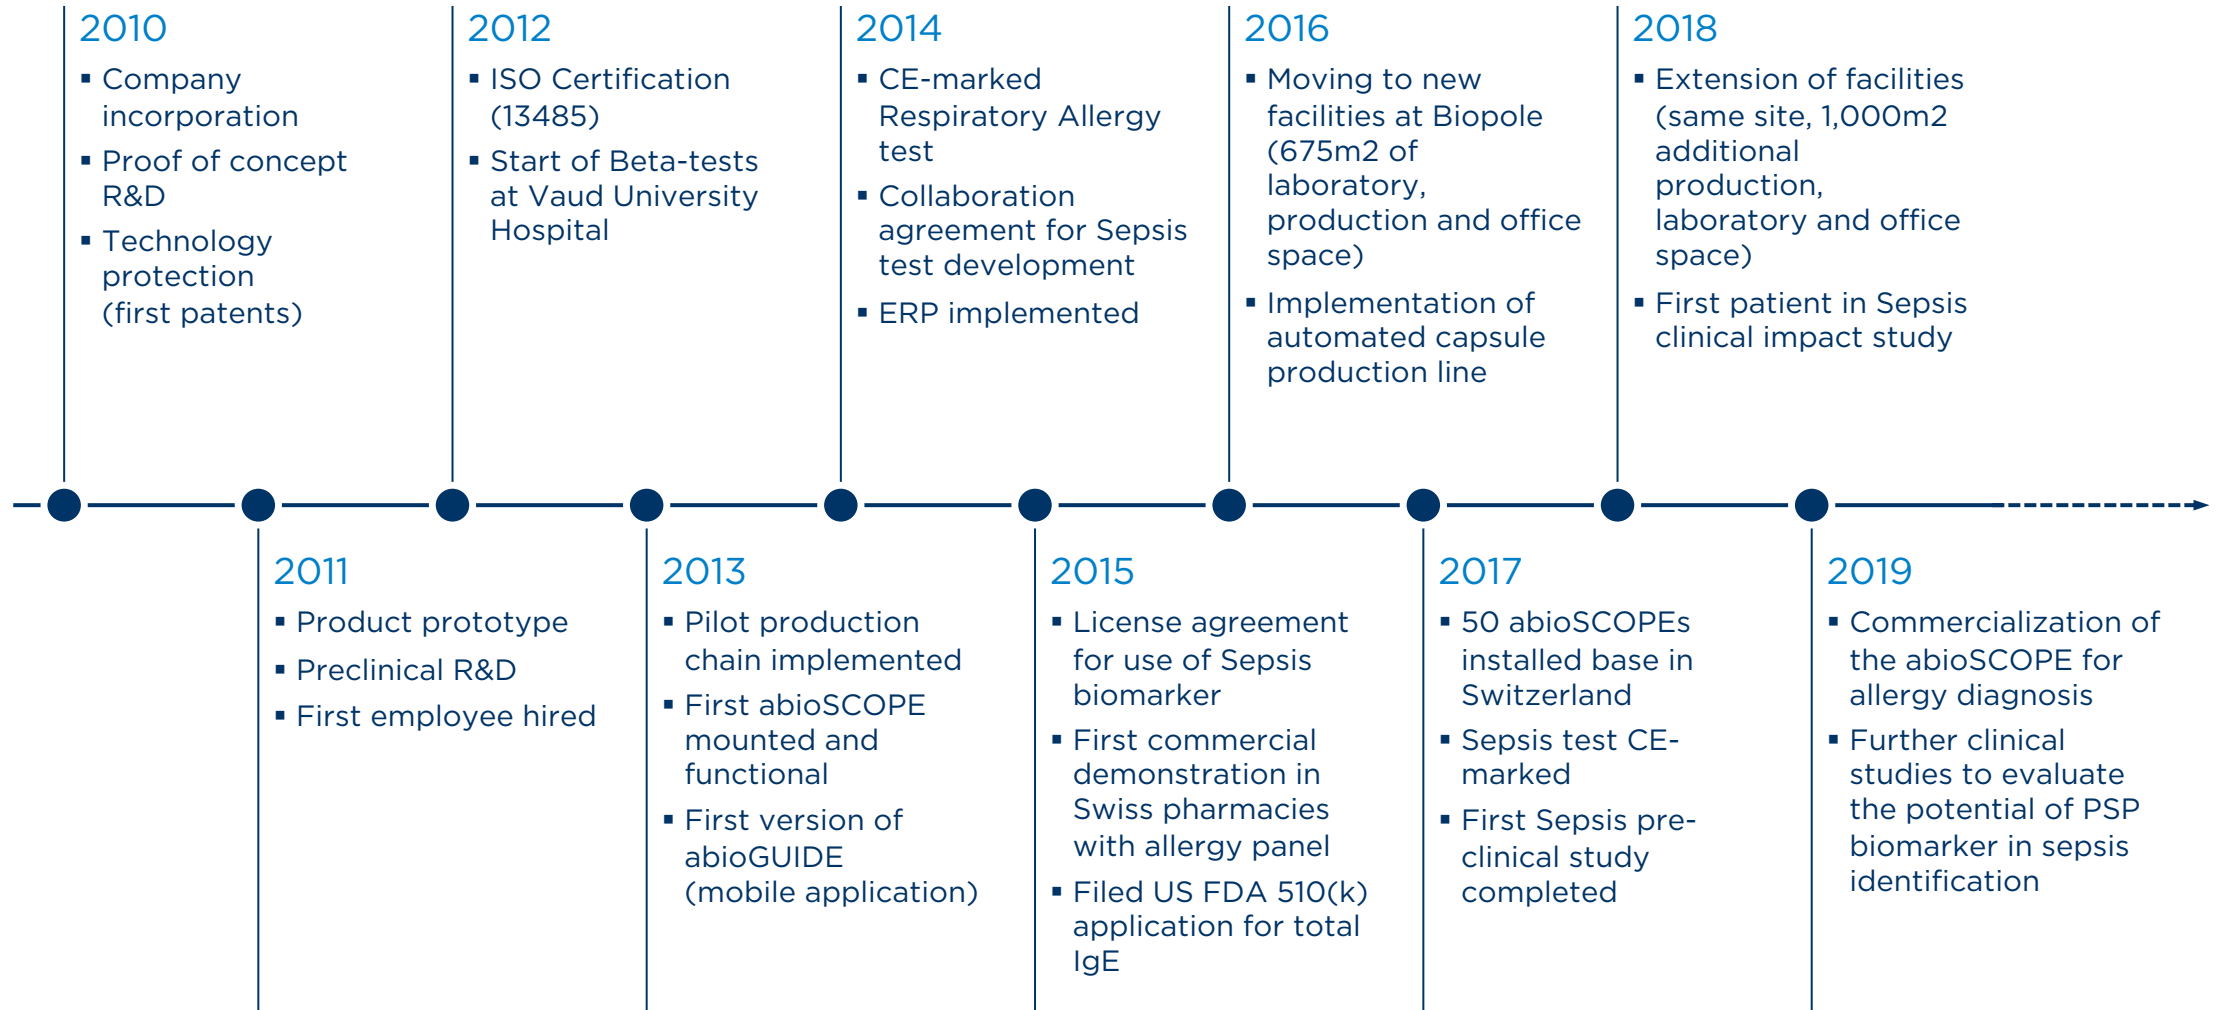 2010
▪ Company
incorporation
▪ Proof of concept
R&D
▪ Technology
protection
(first patents)
2012
▪ ISO Certification
(13485)
▪ Start of Beta-tests
at Vaud University
Hospital
2014
▪ CE-marked
Respiratory Allergy
test
▪ Collaboration
agreement for Sepsis
test development
▪ ERP implemented
2016
▪ Moving to new
facilities at Biopole
(675m2 of
laboratory,
production and office
space)
▪ Implementation of
automated capsule
production line
2018
▪ Extension of facilities
(same site, 1,000m2
additional
production,
laboratory and office
space)
▪ First patient in Sepsis
clinical impact study
2011
▪ Product prototype
▪ Preclinical R&D
▪ First employee hired
2013
▪ Pilot production
chain implemented
▪ First abioSCOPE
mounted and
functional
▪ First version of
abioGUIDE
(mobile application)
2015
▪ License agreement
for use of Sepsis
biomarker
▪ First commercial
demonstration in
Swiss pharmacies
with allergy panel
▪ Filed US FDA 510(k)
application for total
IgE
2017
▪ 50 abioSCOPEs
installed base in
Switzerland
▪ Sepsis test CE-
marked
▪ First Sepsis pre-
clinical study
completed
2019
▪ Commercialization of
the abioSCOPE for
allergy diagnosis
▪ Further clinical
studies to evaluate
the potential of PSP
biomarker in sepsis
identification